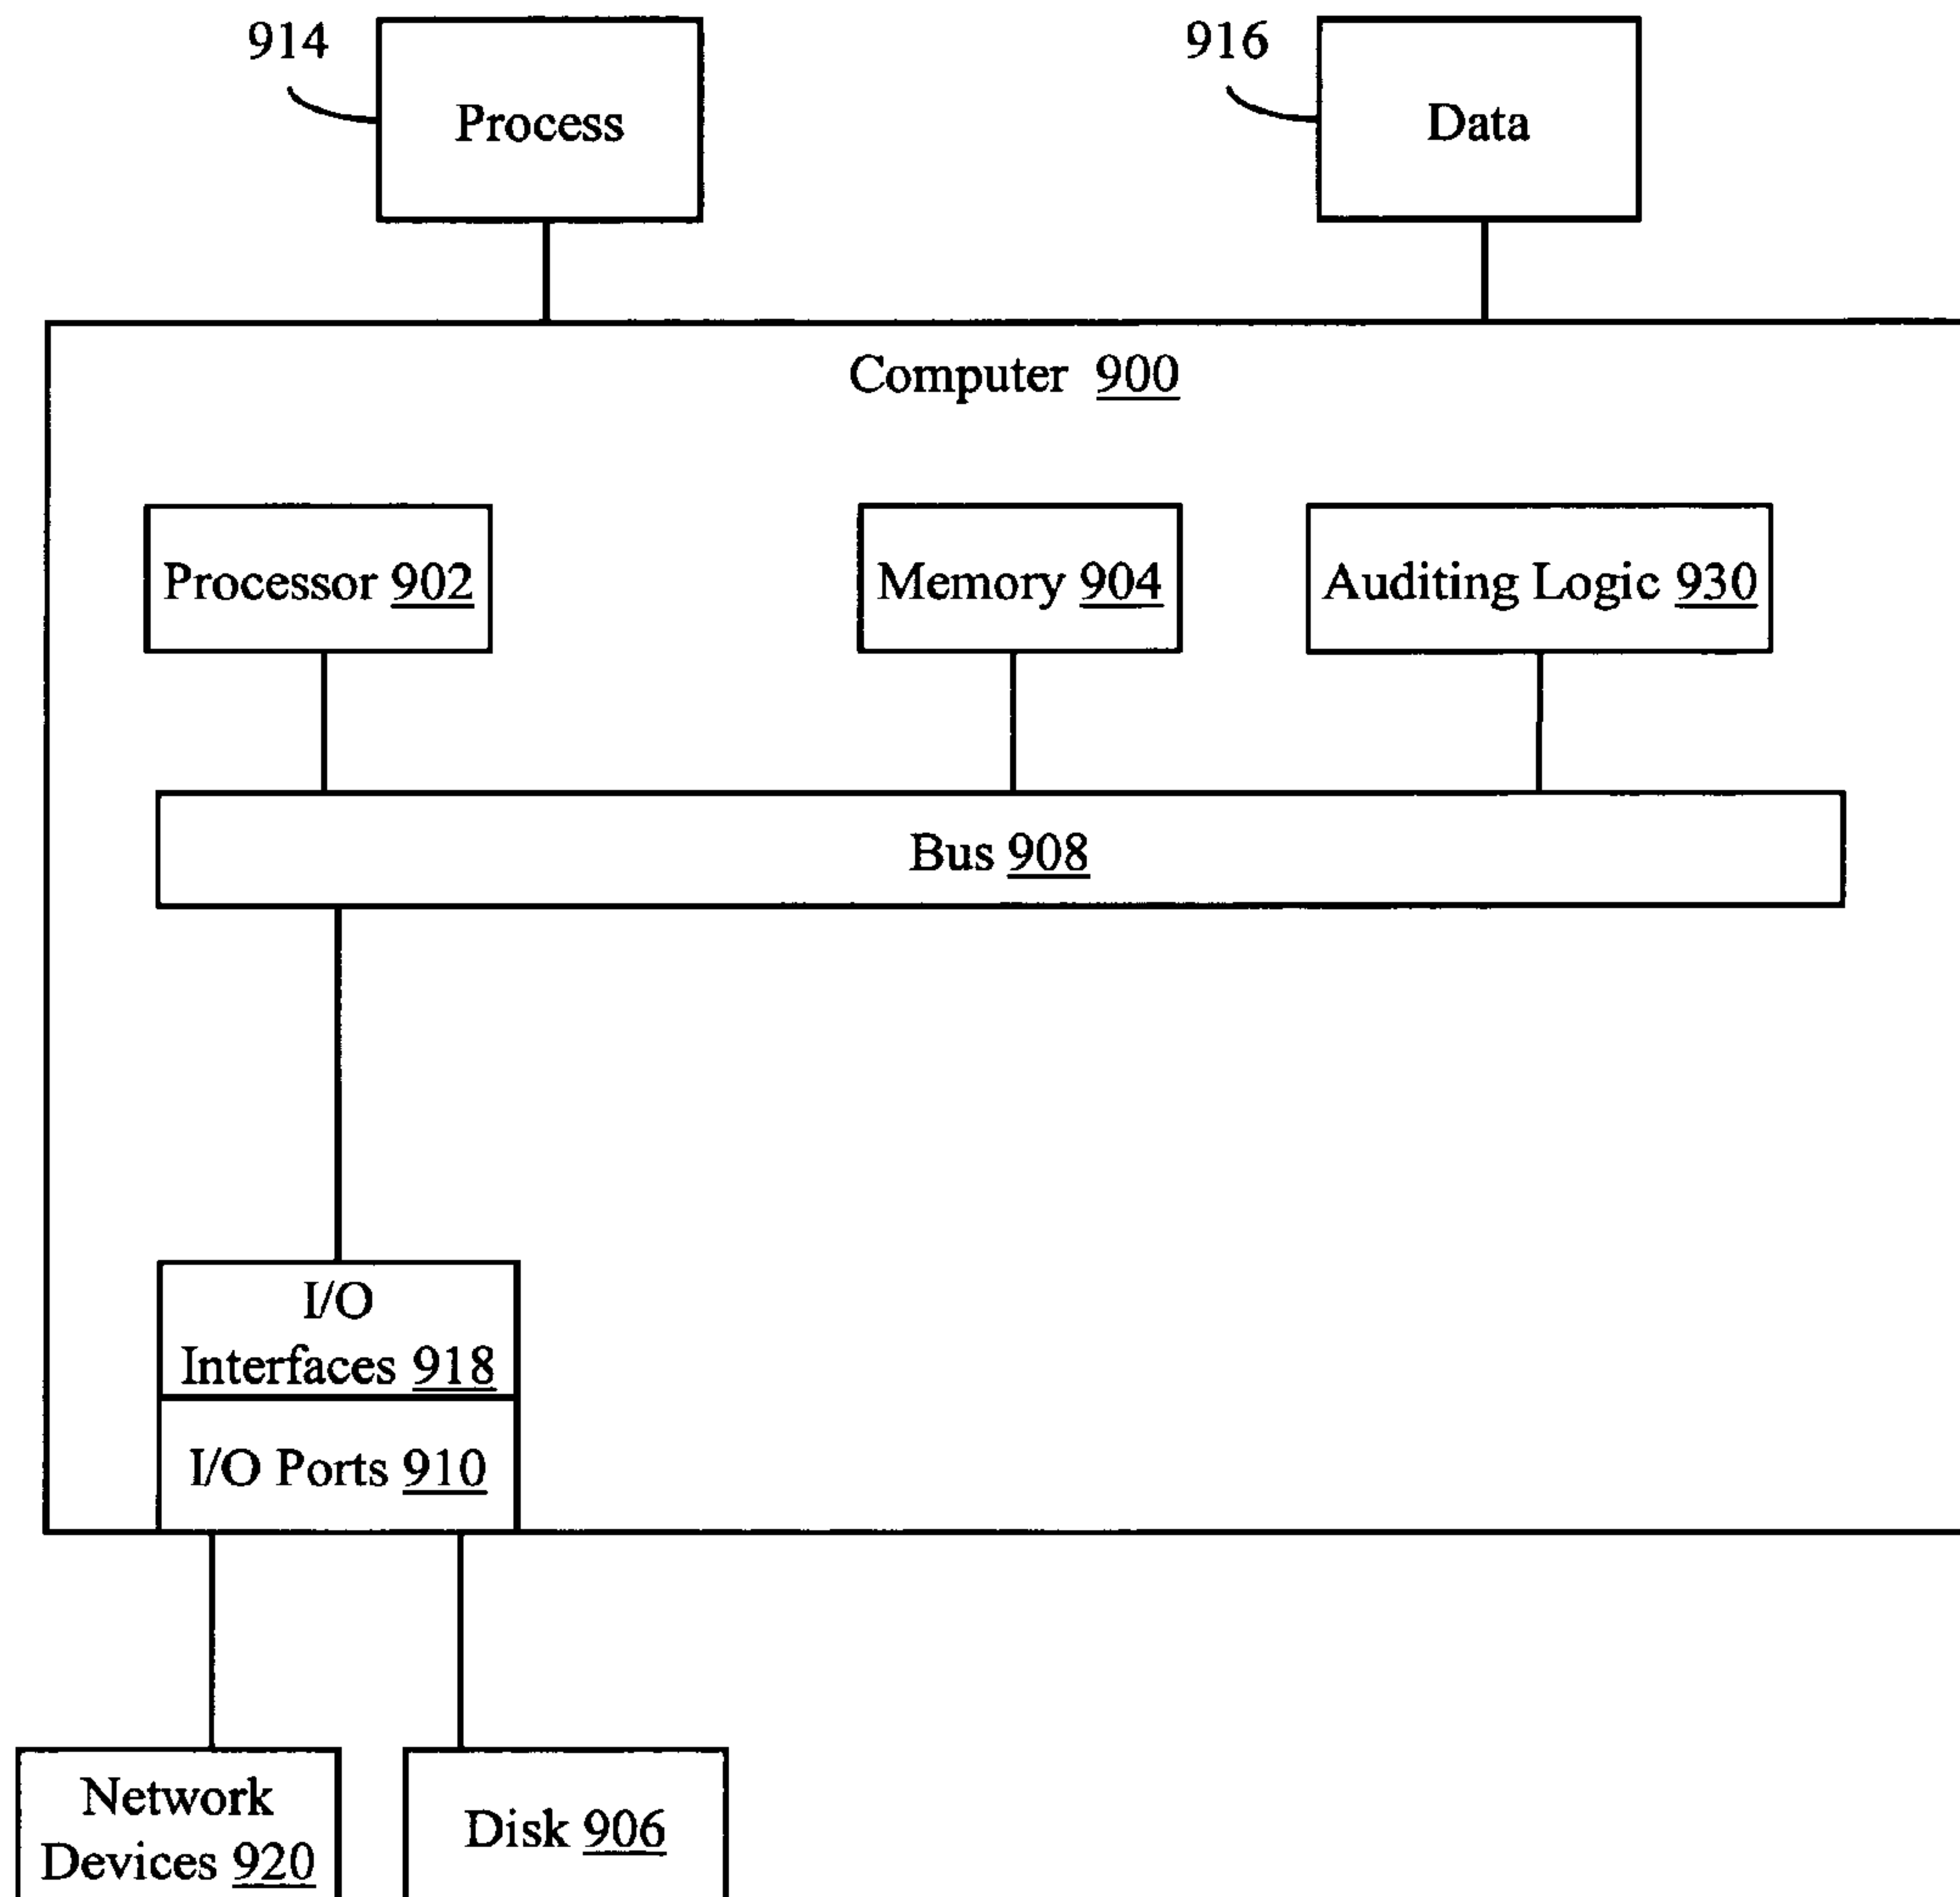 914
Process
916
Data
Computer 900
Processor 902
Memory 904
Auditing Logic 930
Bus 908
I/O
Interfaces 918
I/O Ports 910
Network
Devices 920
Disk 906